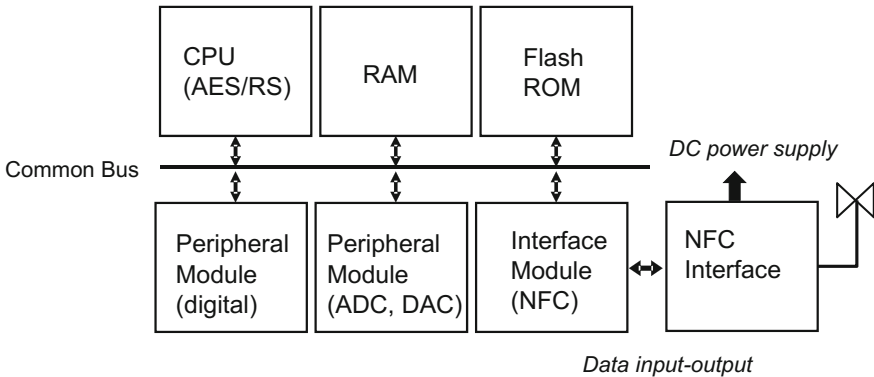 CPU
(AES/RS)
RAM
Flash
ROM
Common Bus
DC power supply
Peripheral
Module
(digital)
Peripheral
Module
(ADC, DAC)
Interface
Module
(NFC)
NFC
Interface
Data input-output